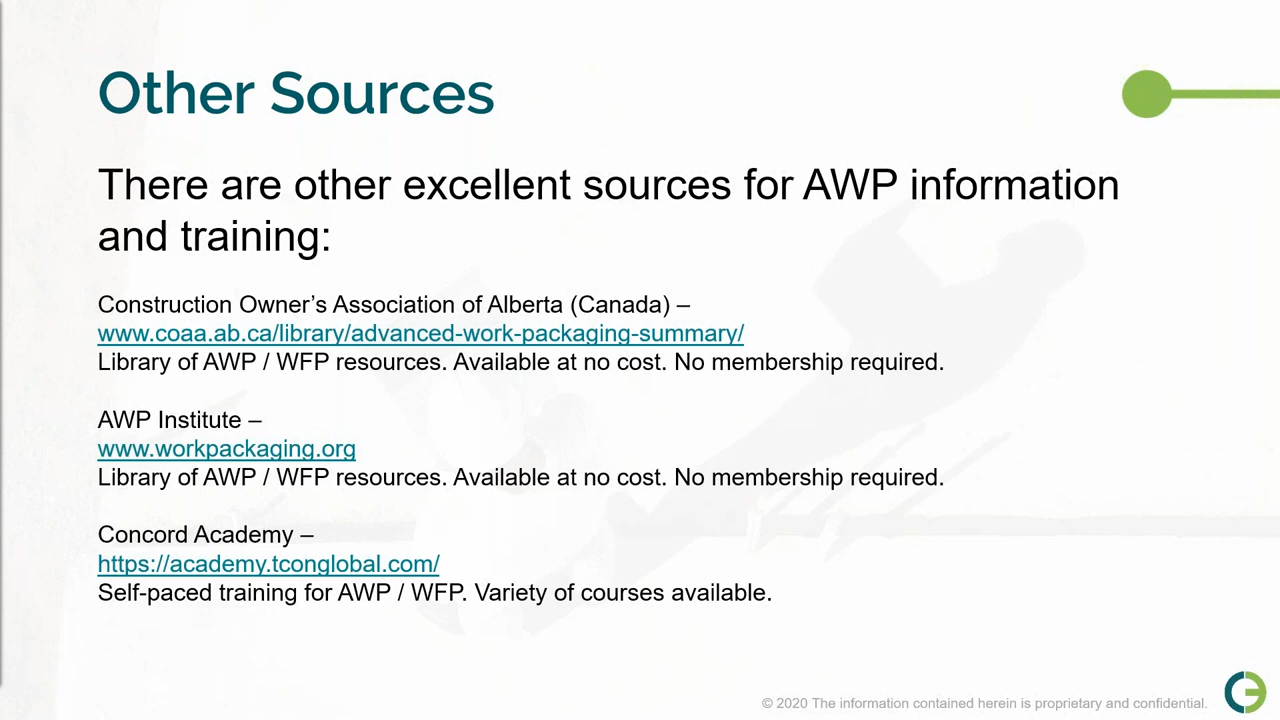 Other Sources
There are other excellent sources for AWP information
and training:
Construction Owner’s Association of Alberta (Canada) –
www.coaa.ab.ca/library/advanced-work-packaging-summary/
Library of AWP / WFP resources. Available at no cost. No membership required.
AWP Institute –
www.workpackaging.org
Library of AWP / WFP resources. Available at no cost. No membership required.
Concord Academy –
https://academy.tconglobal.com/
Self-paced training for AWP / WFP. Variety of courses available.
© 2020 The information contained herein is proprietary and confidential.